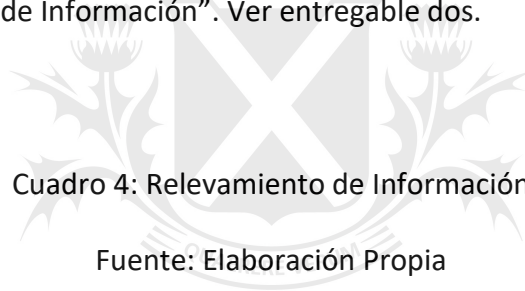 de Información”. Ver entregable dos.
Cuadro 4: Relevamiento de Información
Fuente: Elaboración Propia